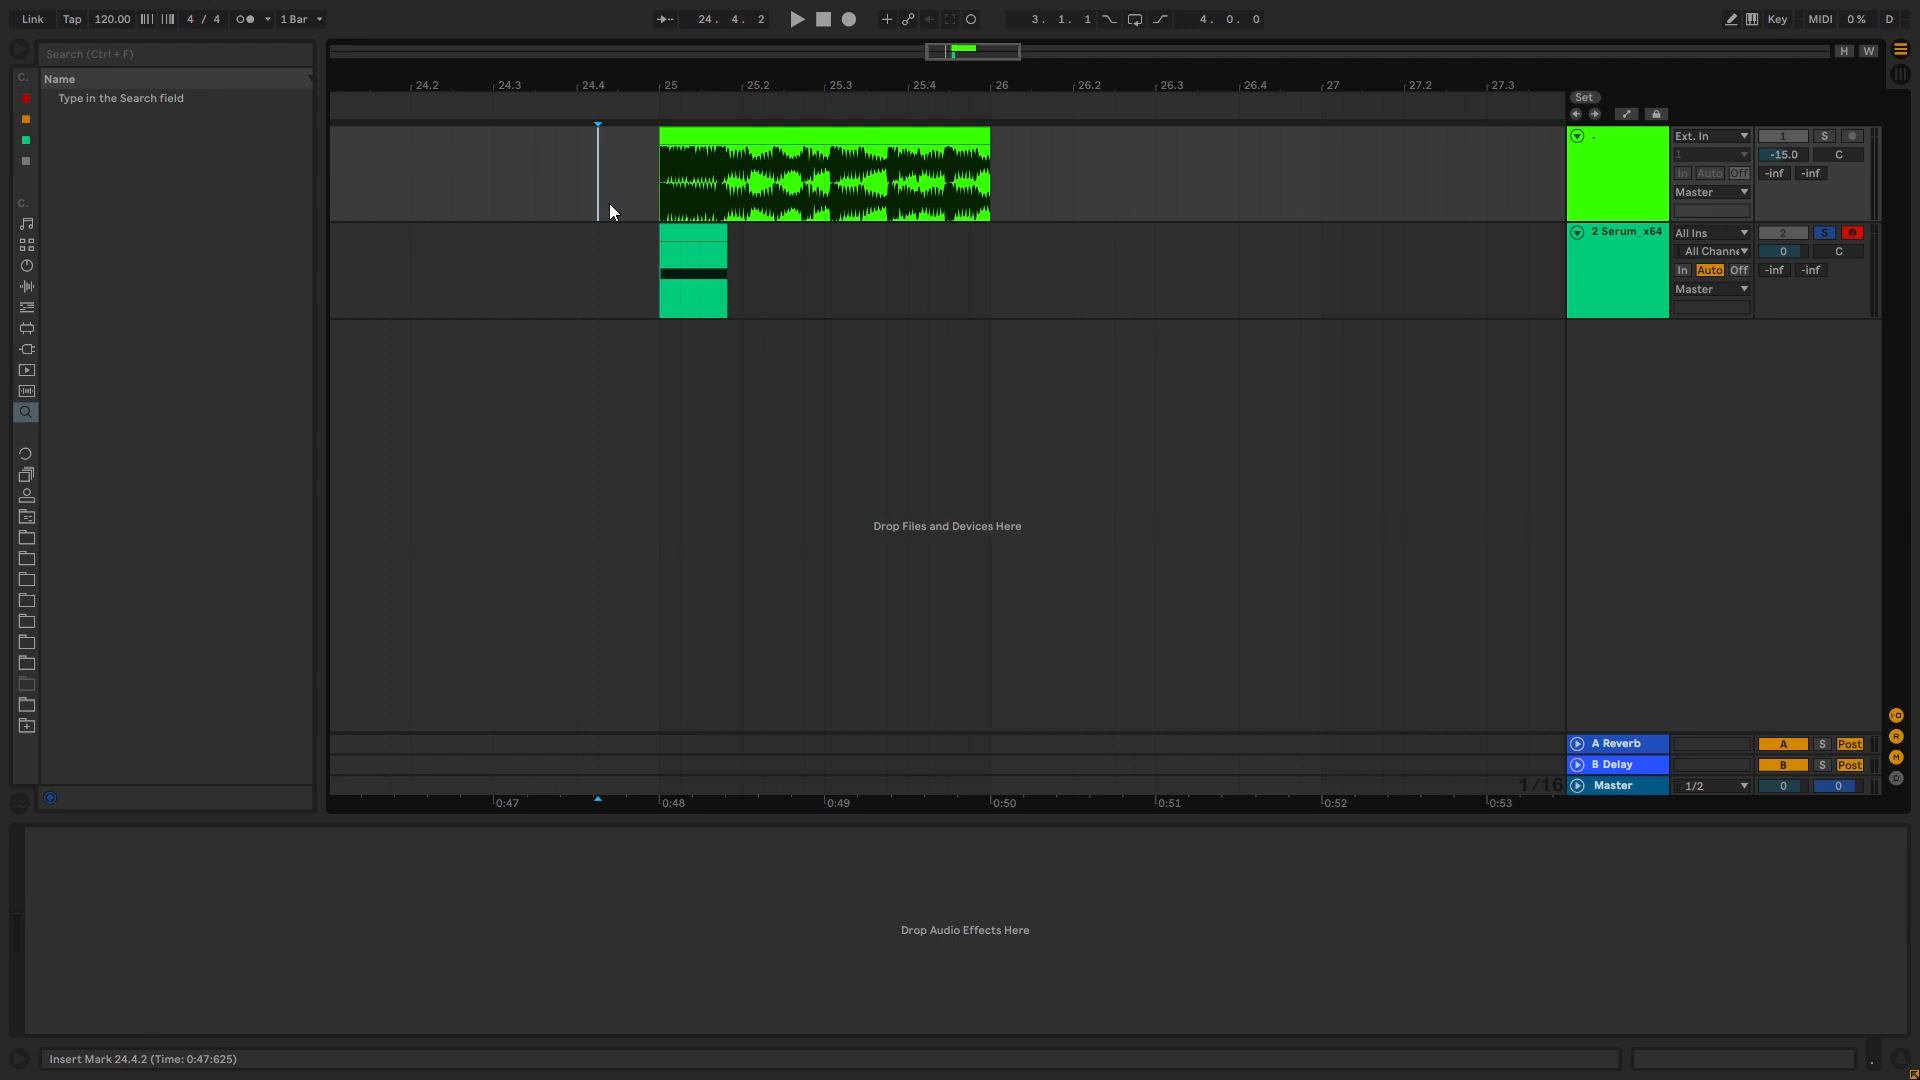 Link Tap 120.00 4 / 4 1 Bar 24. 4. 2 3. 1. 1 4. 0. 0 Key MIDI 0 % D
Search (Ctrl + F)
H W
C.
Name
Type in the Search field
24.2 24.3 24.4 25 25.2 25.3 25.4 26 26.2 26.3 26.4 27 27.2 27.3
Set
. Ext. In 1 S
1 -15.0 C
In Auto Off -inf -inf
Master
C.
2 Serum_x64 All Ins 2 S
All Channe 0 C
In Auto Off -inf -inf
Master
Drop Files and Devices Here
A Reverb A S Post
B Delay B S Post
1/16 Master 1/2 0 0
0:47 0:48 0:49 0:50 0:51 0:52 0:53
R
M
D
Drop Audio Effects Here
Insert Mark 24.4.2 (Time: 0:47:625)